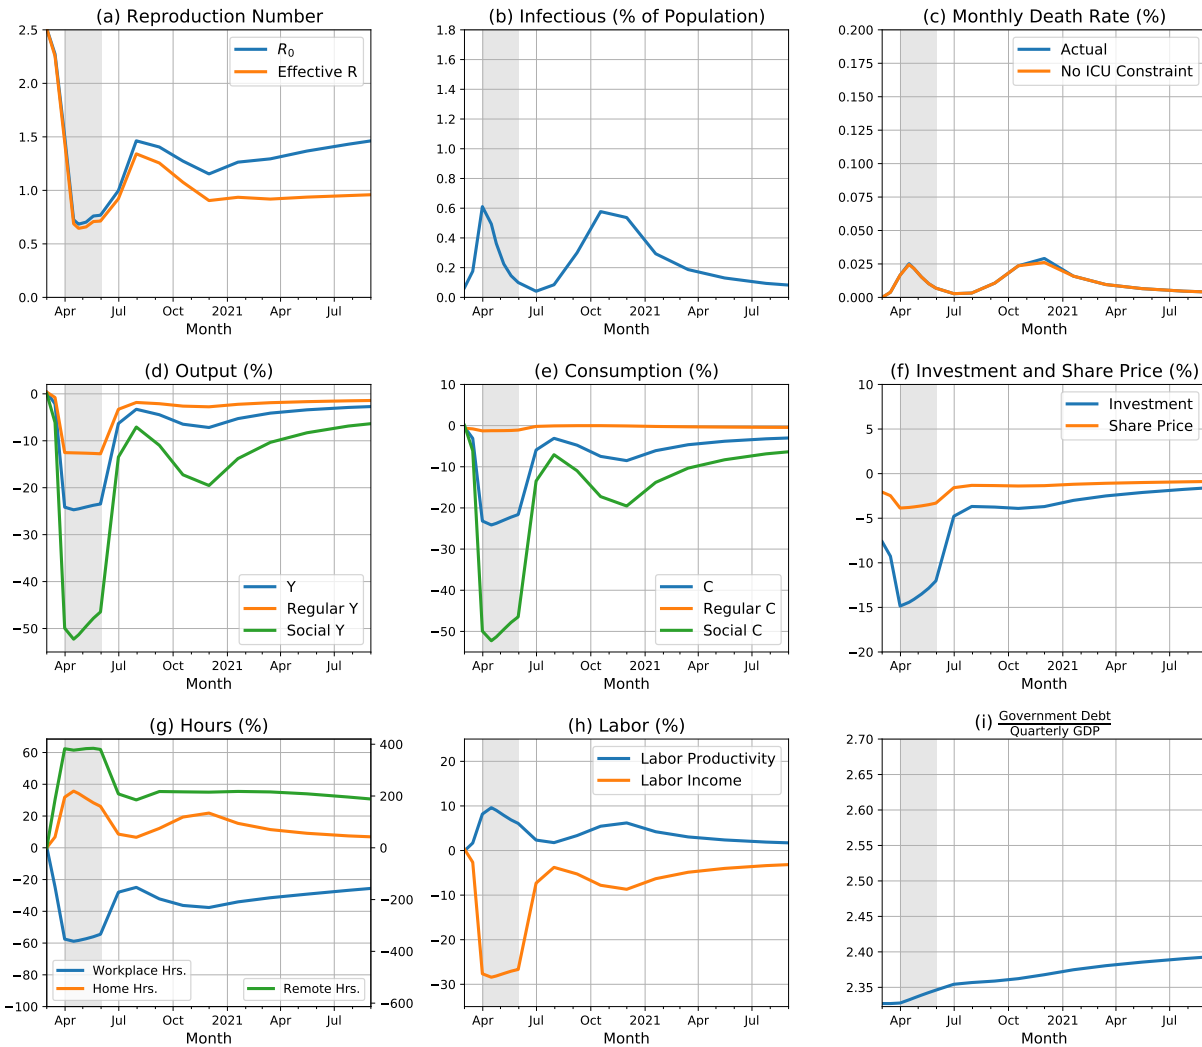 (a) Reproduction Number
2.5
2.0
1.5
1.0
0.5
0.0
R₀
Effective R
Apr Jul Oct 2021 Apr Jul
Month
(b) Infectious (% of Population)
1.8
1.6
1.4
1.2
1.0
0.8
0.6
0.4
0.2
0.0
Apr Jul Oct 2021 Apr Jul
Month
(c) Monthly Death Rate (%)
0.200
0.175
0.150
0.125
0.100
0.075
0.050
0.025
0.000
Actual
No ICU Constraint
Apr Jul Oct 2021 Apr Jul
Month
(d) Output (%)
0
−10
−20
−30
−40
−50
Y
Regular Y
Social Y
Apr Jul Oct 2021 Apr Jul
Month
(e) Consumption (%)
10
0
−10
−20
−30
−40
−50
C
Regular C
Social C
Apr Jul Oct 2021 Apr Jul
Month
(f) Investment and Share Price (%)
10
5
0
−5
−10
−15
−20
Investment
Share Price
Apr Jul Oct 2021 Apr Jul
Month
(g) Hours (%)
60
40
20
0
−20
−40
−60
−80
−100
400
200
0
−200
−400
−600
Workplace Hrs.
Home Hrs.
Remote Hrs.
Apr Jul Oct 2021 Apr Jul
Month
(h) Labor (%)
20
10
0
−10
−20
−30
Labor Productivity
Labor Income
Apr Jul Oct 2021 Apr Jul
Month
(i) Government Debt
Quarterly GDP
2.70
2.65
2.60
2.55
2.50
2.45
2.40
2.35
Apr Jul Oct 2021 Apr Jul
Month